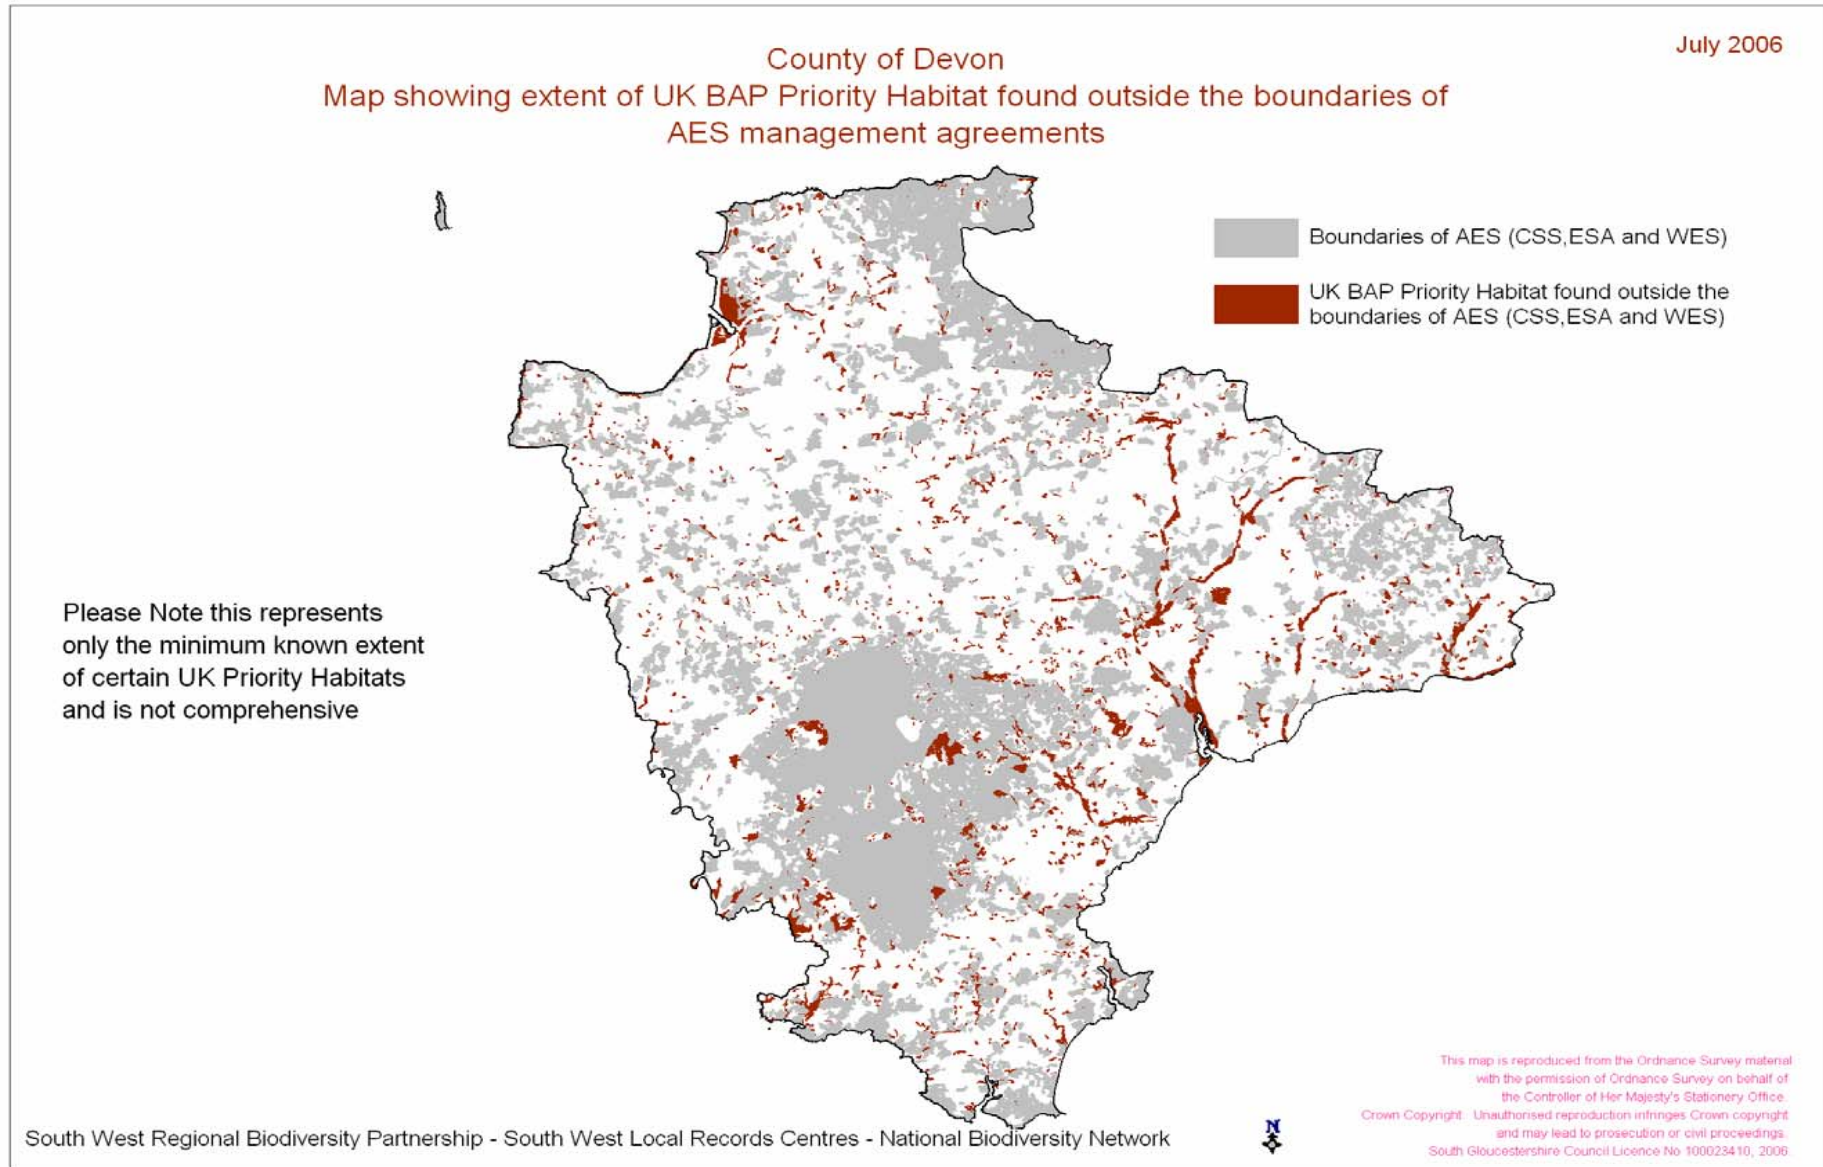 July 2006
County of Devon
Map showing extent of UK BAP Priority Habitat found outside the boundaries of
AES management agreements
Boundaries of AES (CSS,ESA and WES)
UK BAP Priority Habitat found outside the
boundaries of AES (CSS,ESA and WES)
Please Note this represents
only the minimum known extent
of certain UK Priority Habitats
and is not comprehensive
This map is reproduced from the Ordnance Survey material
with the permission of Ordnance Survey on behalf of
the Controller of Her Majesty's Stationery Office.
Crown Copyright. Unauthorised reproduction infringes Crown copyright
and may lead to prosecution or civil proceedings.
South Gloucestershire Council Licence No 100023410, 2006.
N
South West Regional Biodiversity Partnership - South West Local Records Centres - National Biodiversity Network